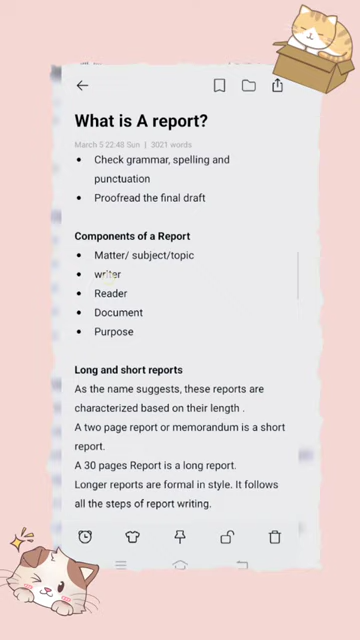 What is A report?
March 5 22:48 Sun | 3021 words
• Check grammar, spelling and
punctuation
• Proofread the final draft
Components of a Report
• Matter/ subject/topic
• writer
• Reader
• Document
• Purpose
Long and short reports
As the name suggests, these reports are
characterized based on their length .
A two page report or memorandum is a short
report.
A 30 pages Report is a long report.
Longer reports are formal in style. It follows
all the steps of report writing.